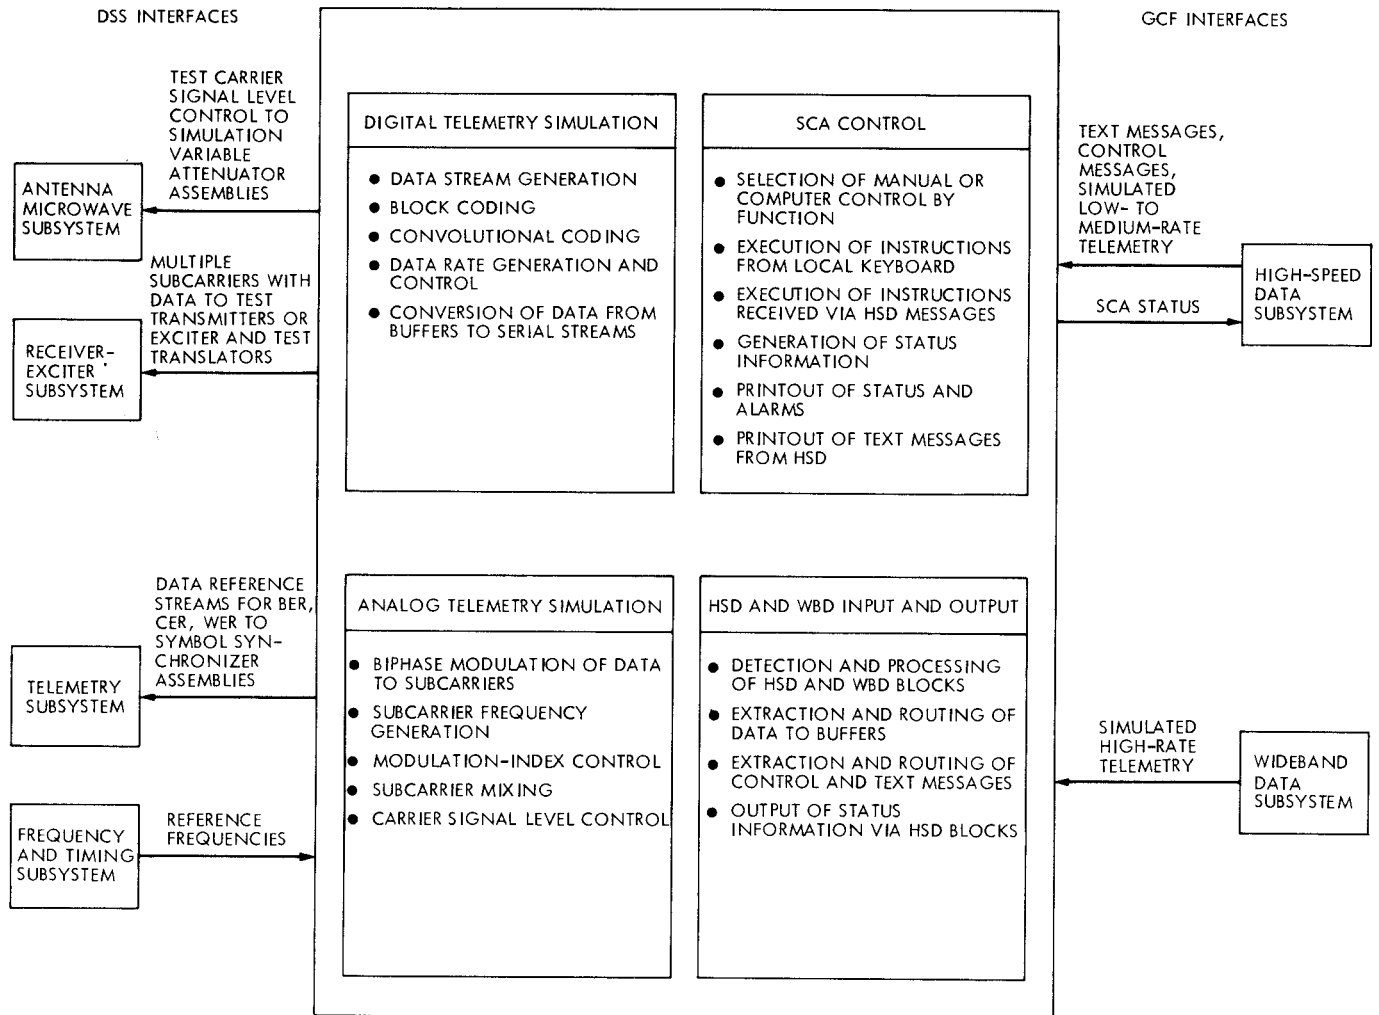 DSS INTERFACES
GCF INTERFACES
TEST CARRIER
SIGNAL LEVEL
CONTROL TO
SIMULATION
VARIABLE
ATTENUATOR
ASSEMBLIES
ANTENNA
MICROWAVE
SUBSYSTEM
MULTIPLE
SUBCARRIERS WITH
DATA TO TEST
TRANSMITTERS OR
EXCITER AND TEST
TRANSLATORS
RECEIVER-
EXCITER
SUBSYSTEM
DATA REFERENCE
STREAMS FOR BER,
CER, WER TO
SYMBOL SYN-
CHRONIZER
ASSEMBLIES
TELEMETRY
SUBSYSTEM
REFERENCE
FREQUENCIES
FREQUENCY
AND TIMING
SUBSYSTEM
DIGITAL TELEMETRY SIMULATION
● DATA STREAM GENERATION
● BLOCK CODING
● CONVOLUTIONAL CODING
● DATA RATE GENERATION AND
CONTROL
● CONVERSION OF DATA FROM
BUFFERS TO SERIAL STREAMS
SCA CONTROL
● SELECTION OF MANUAL OR
COMPUTER CONTROL BY
FUNCTION
● EXECUTION OF INSTRUCTIONS
FROM LOCAL KEYBOARD
● EXECUTION OF INSTRUCTIONS
RECEIVED VIA HSD MESSAGES
● GENERATION OF STATUS
INFORMATION
● PRINTOUT OF STATUS AND
ALARMS
● PRINTOUT OF TEXT MESSAGES
FROM HSD
ANALOG TELEMETRY SIMULATION
● BIPHASE MODULATION OF DATA
TO SUBCARRIERS
● SUBCARRIER FREQUENCY
GENERATION
● MODULATION-INDEX CONTROL
● SUBCARRIER MIXING
● CARRIER SIGNAL LEVEL CONTROL
HSD AND WBD INPUT AND OUTPUT
● DETECTION AND PROCESSING
OF HSD AND WBD BLOCKS
● EXTRACTION AND ROUTING OF
DATA TO BUFFERS
● EXTRACTION AND ROUTING OF
CONTROL AND TEXT MESSAGES
● OUTPUT OF STATUS
INFORMATION VIA HSD BLOCKS
TEXT MESSAGES,
CONTROL
MESSAGES,
SIMULATED
LOW- TO
MEDIUM-RATE
TELEMETRY
SCA STATUS
HIGH-SPEED
DATA
SUBSYSTEM
SIMULATED
HIGH-RATE
TELEMETRY
WIDEBAND
DATA
SUBSYSTEM